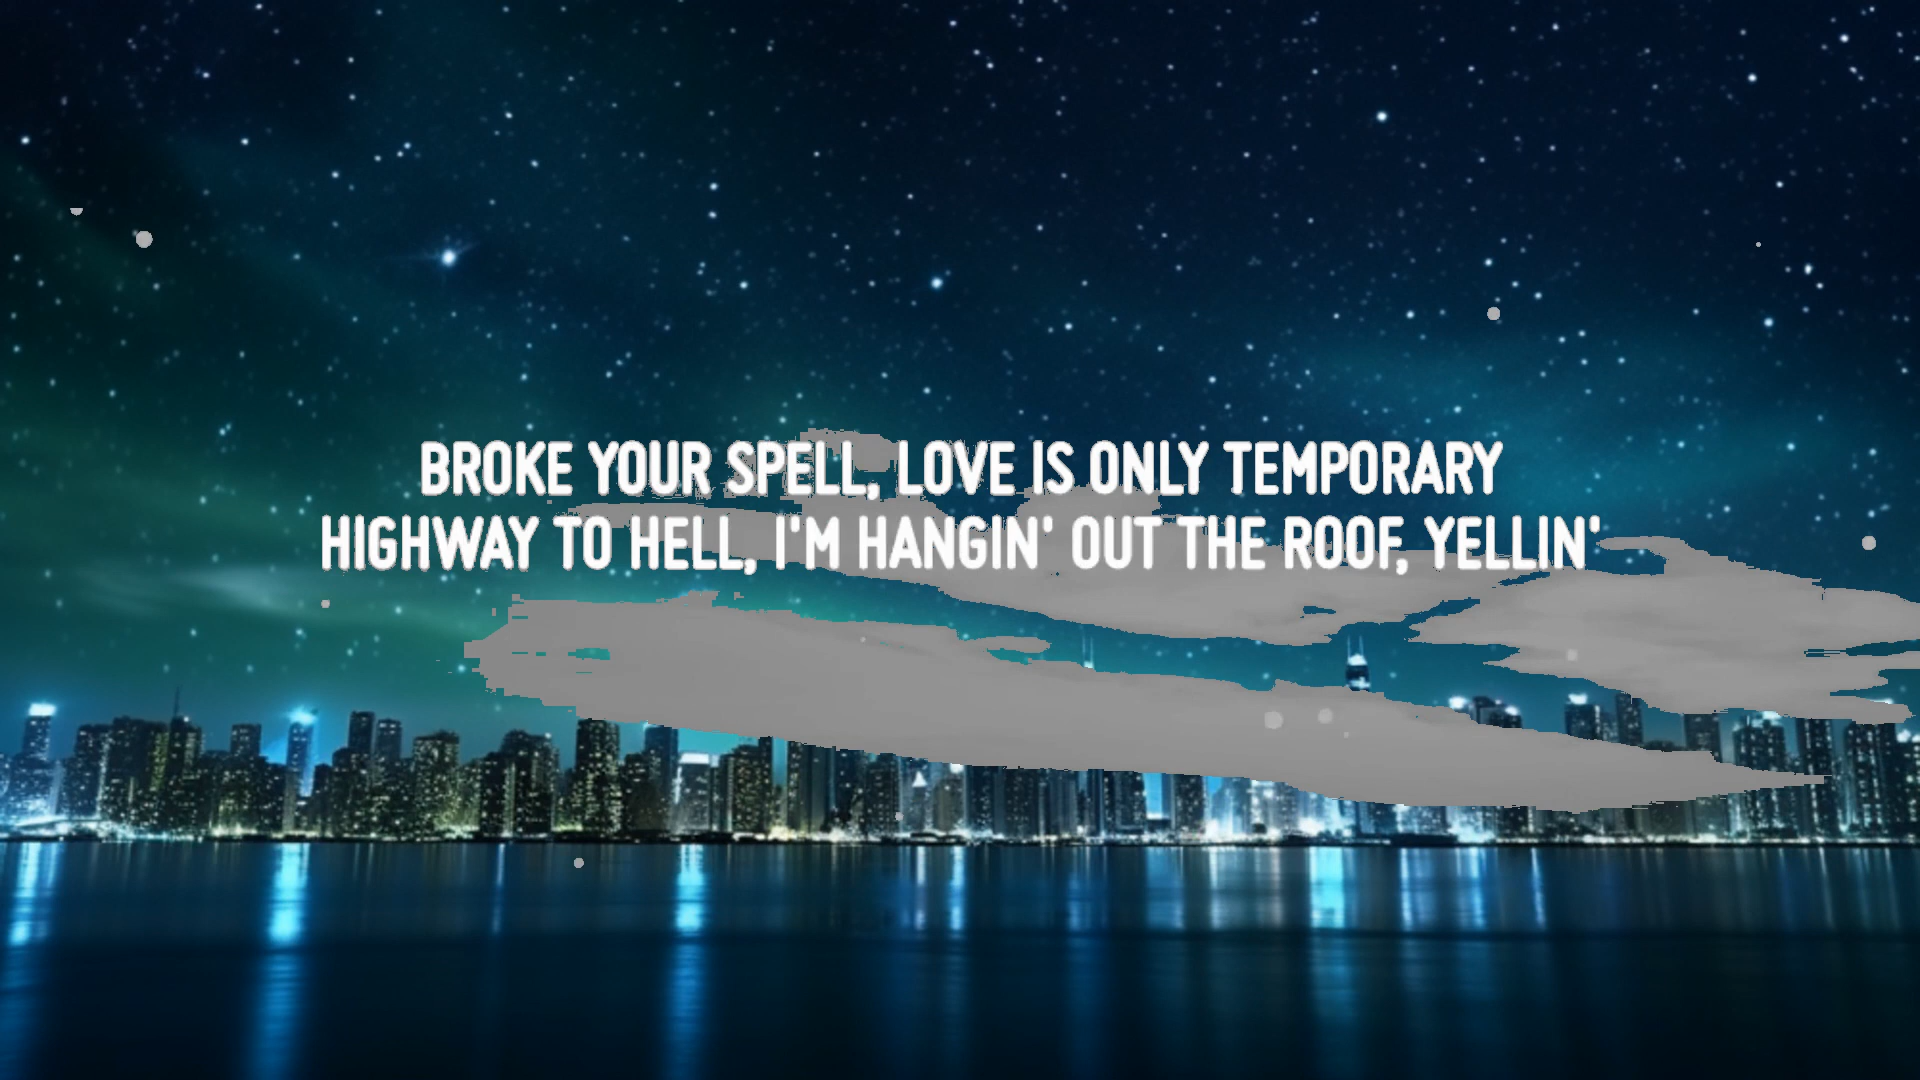 BROKE YOUR SPELL, LOVE IS ONLY TEMPORARY
HIGHWAY TO HELL, I'M HANGIN' OUT THE ROOF, YELLIN'